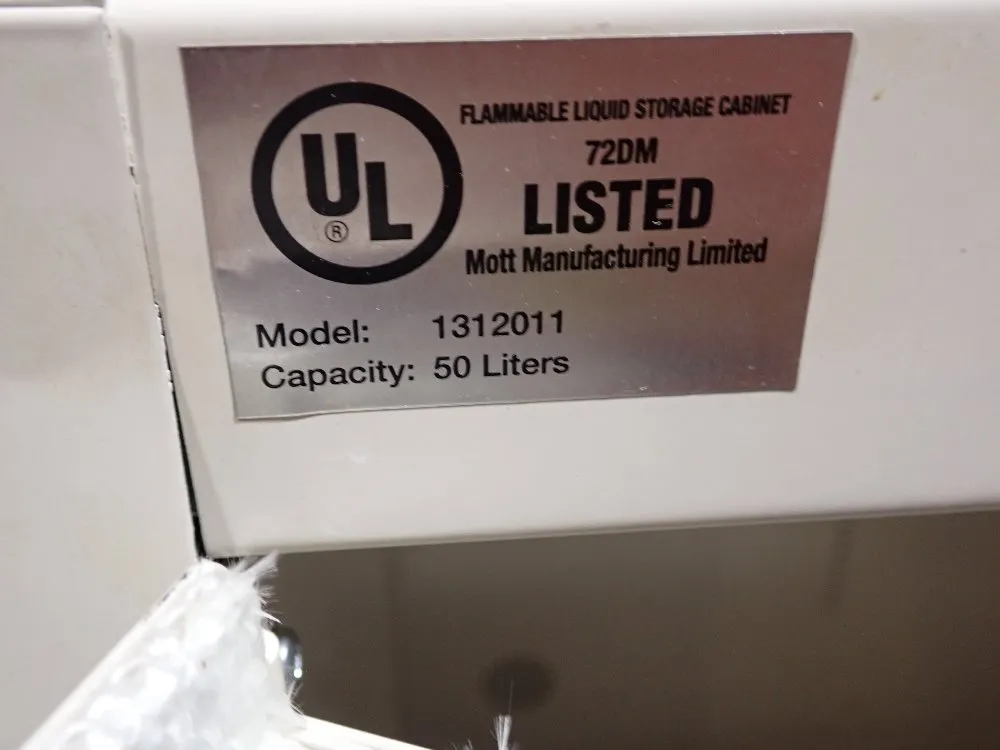 UL
®
FLAMMABLE LIQUID STORAGE CABINET
72DM
LISTED
Mott Manufacturing Limited
Model: 1312011
Capacity: 50 Liters